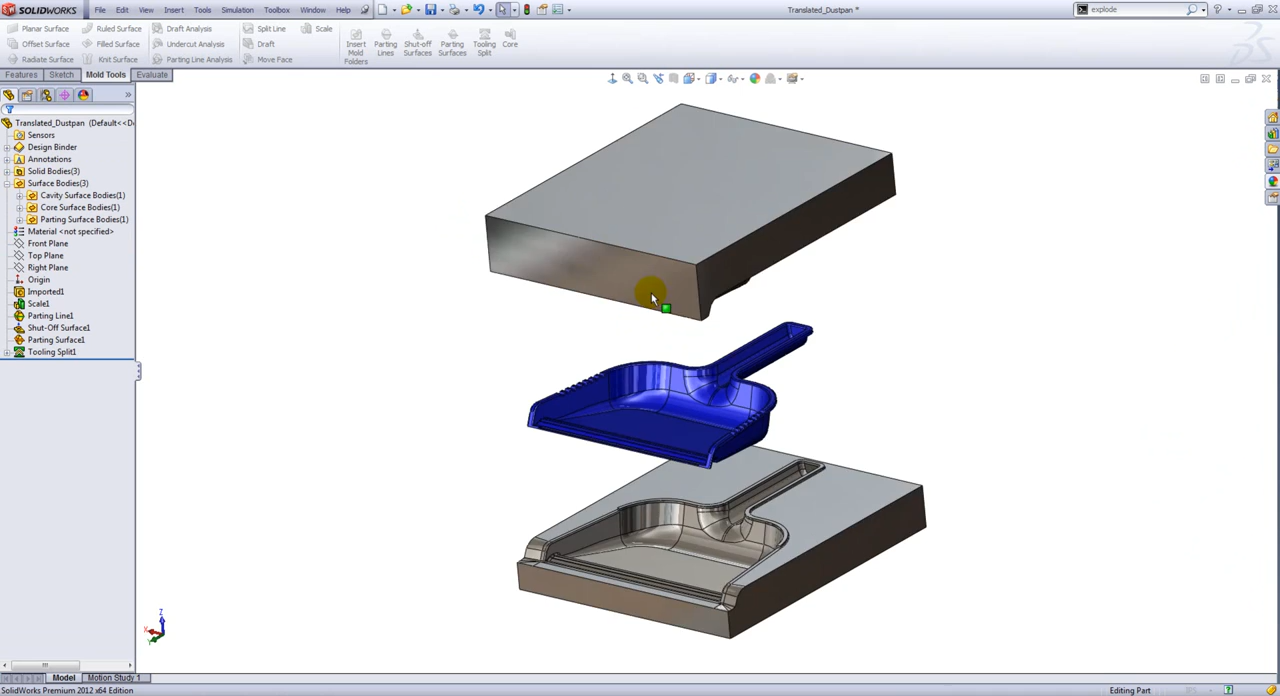 SOLIDWORKS File Edit View Insert Tools Simulation Toolbox Window Help Translated_Dustpan * explode
Planar Surface Ruled Surface Draft Analysis Split Line Scale
Offset Surface Filled Surface Undercut Analysis Draft
Radiate Surface Knit Surface Parting Line Analysis Move Face
Insert Mold Folders Parting Lines Shut-off Surfaces Parting Surfaces Tooling Split Core
Features Sketch Mold Tools Evaluate
Translated_Dustpan (Default<<D
Sensors
Design Binder
Annotations
Solid Bodies(3)
Surface Bodies(3)
Cavity Surface Bodies(1)
Core Surface Bodies(1)
Parting Surface Bodies(1)
Material <not specified>
Front Plane
Top Plane
Right Plane
Origin
Imported1
Scale1
Parting Line1
Shut-Off Surface1
Parting Surface1
Tooling Split1
Z
X
Y
Model Motion Study 1
SolidWorks Premium 2012 x64 Edition Editing Part